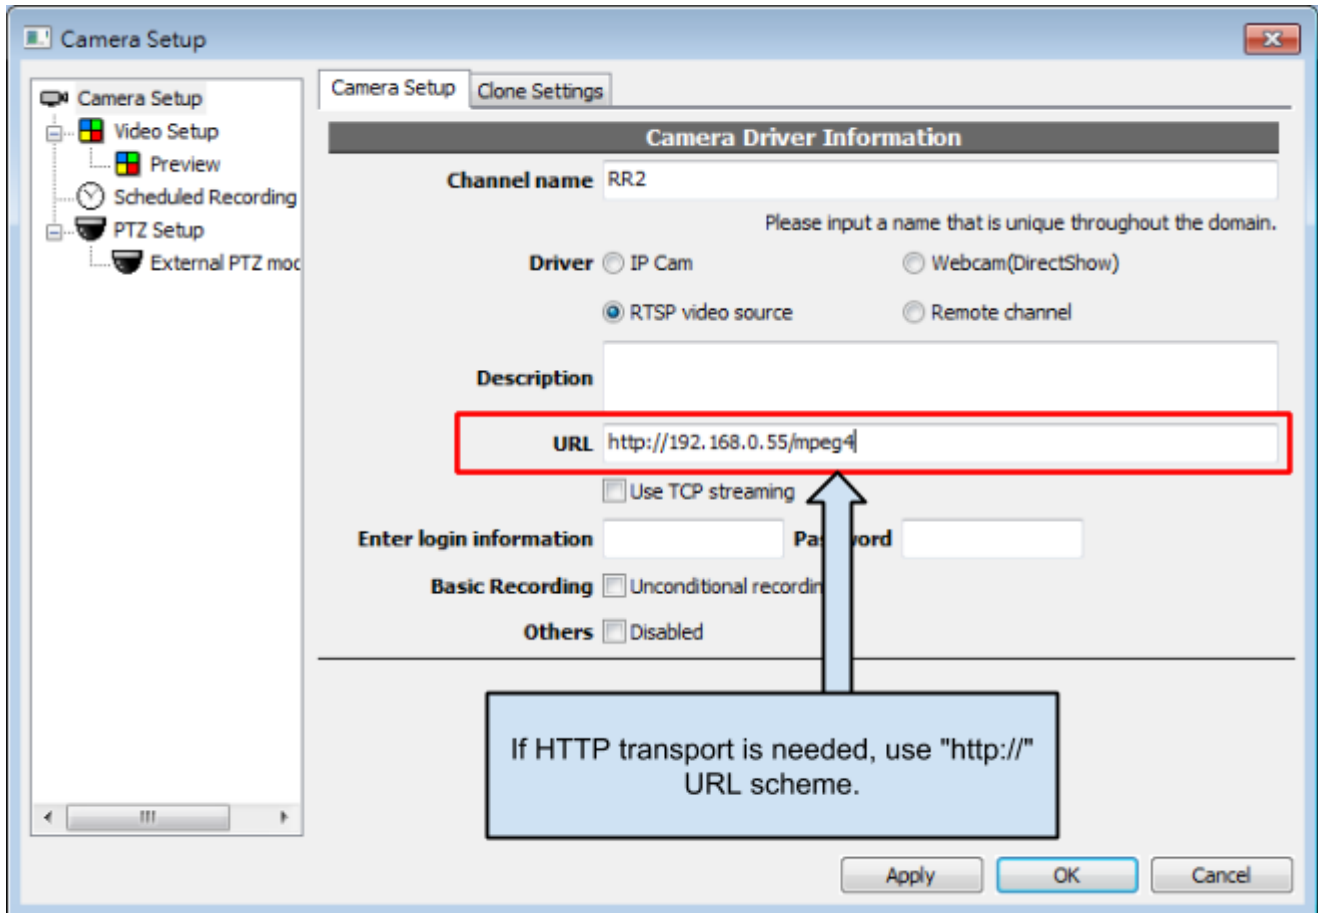 Camera Setup
Camera Setup
Video Setup
Preview
Scheduled Recording
PTZ Setup
External PTZ moc
Camera Setup Clone Settings
Camera Driver Information
Channel name RR2
Please input a name that is unique throughout the domain.
Driver IP Cam Webcam(DirectShow)
RTSP video source Remote channel
Description
URL http://192.168.0.55/mpeg4
Use TCP streaming
Enter login information Pas word
Basic Recording Unconditional recordin
Others Disabled
If HTTP transport is needed, use "http://"
URL scheme.
Apply OK Cancel